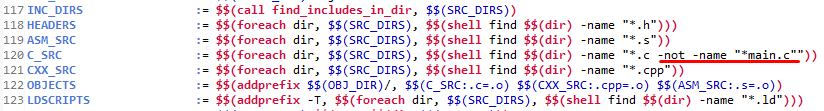 117 INC_DIRS := $$(call find_includes_in_dir, $$(SRC_DIRS))
118 HEADERS := $$(foreach dir, $$(SRC_DIRS), $$(shell find $$(dir) -name "*.h"))
119 ASM_SRC := $$(foreach dir, $$(SRC_DIRS), $$(shell find $$(dir) -name "*.s"))
120 C_SRC := $$(foreach dir, $$(SRC_DIRS), $$(shell find $$(dir) -name "*.c -not -name "*main.c""))
121 CXX_SRC := $$(foreach dir, $$(SRC_DIRS), $$(shell find $$(dir) -name "*.cpp"))
122 OBJECTS := $$(addprefix $$(OBJ_DIR)/, $$(C_SRC:.c=.o) $$(CXX_SRC:.cpp=.o) $$(ASM_SRC:.s=.o))
123 LDSCRIPTS := $$(addprefix -T, $$(foreach dir, $$(SRC_DIRS), $$(shell find $$(dir) -name "*.ld")))